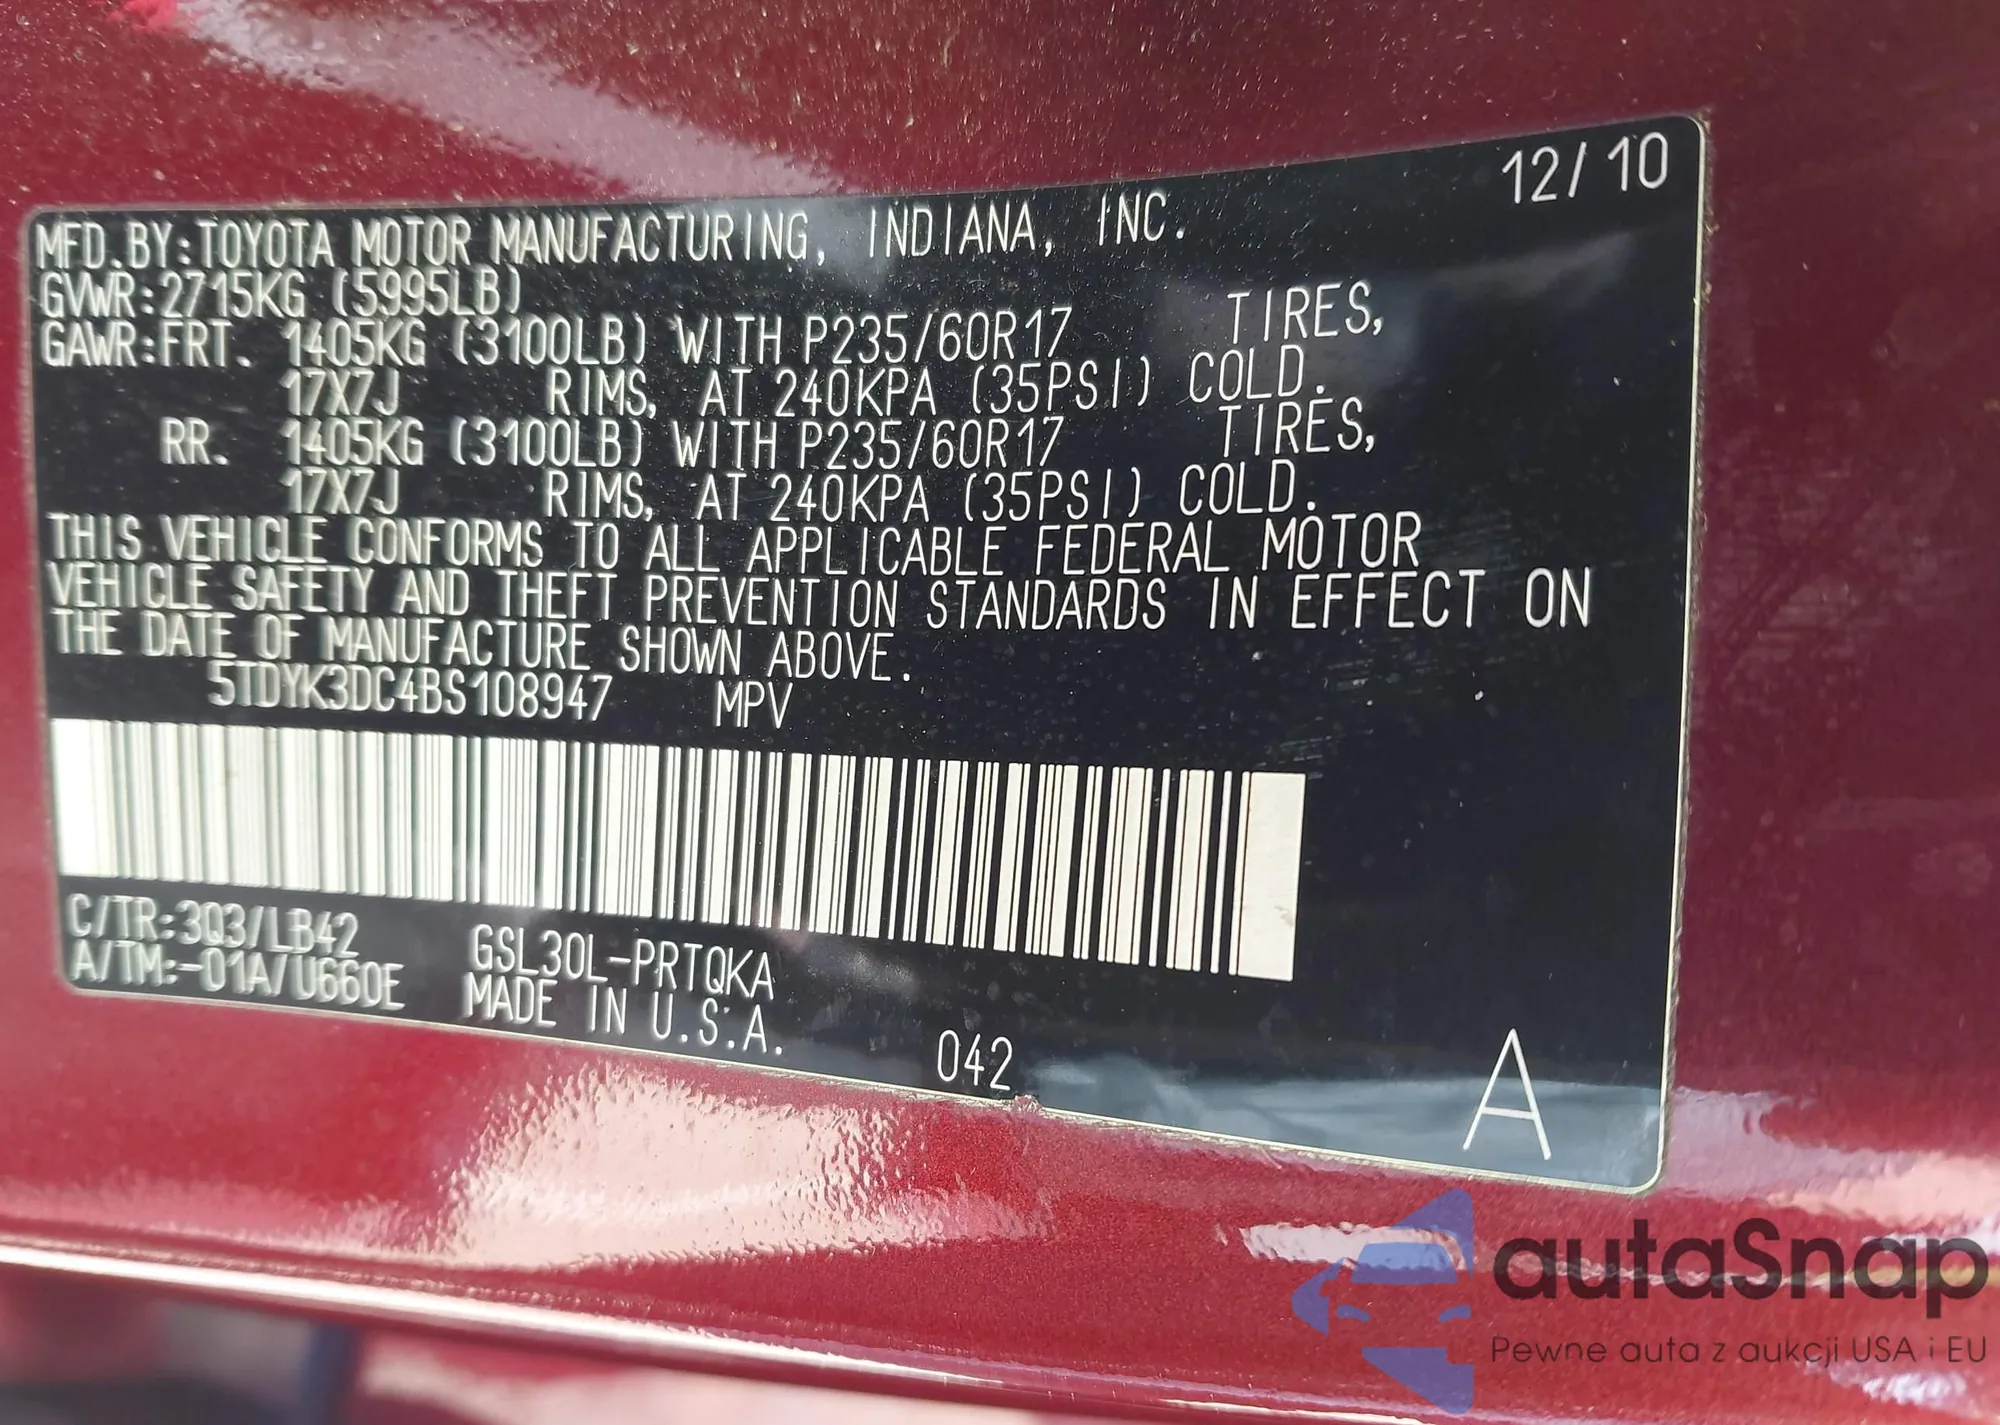 12/10
MFD.BY:TOYOTA MOTOR MANUFACTURING, INDIANA, INC.
GVWR:2715KG (5995LB)
GAWR:FRT. 1405KG (3100LB) WITH P235/60R17 TIRES,
17X7J RIMS, AT 240KPA (35PSI) COLD.
RR. 1405KG (3100LB) WITH P235/60R17 TIRES,
17X7J RIMS, AT 240KPA (35PSI) COLD.
THIS VEHICLE CONFORMS TO ALL APPLICABLE FEDERAL MOTOR
VEHICLE SAFETY AND THEFT PREVENTION STANDARDS IN EFFECT ON
THE DATE OF MANUFACTURE SHOWN ABOVE.
5TDYK3DC4BS108947 MPV
C/TR:3Q3/LB42 GSL30L-PRTQKA
A/TM:-01A/U660E MADE IN U.S.A.
042
A
autaSnap
Pewne auta z aukcji USA i EU